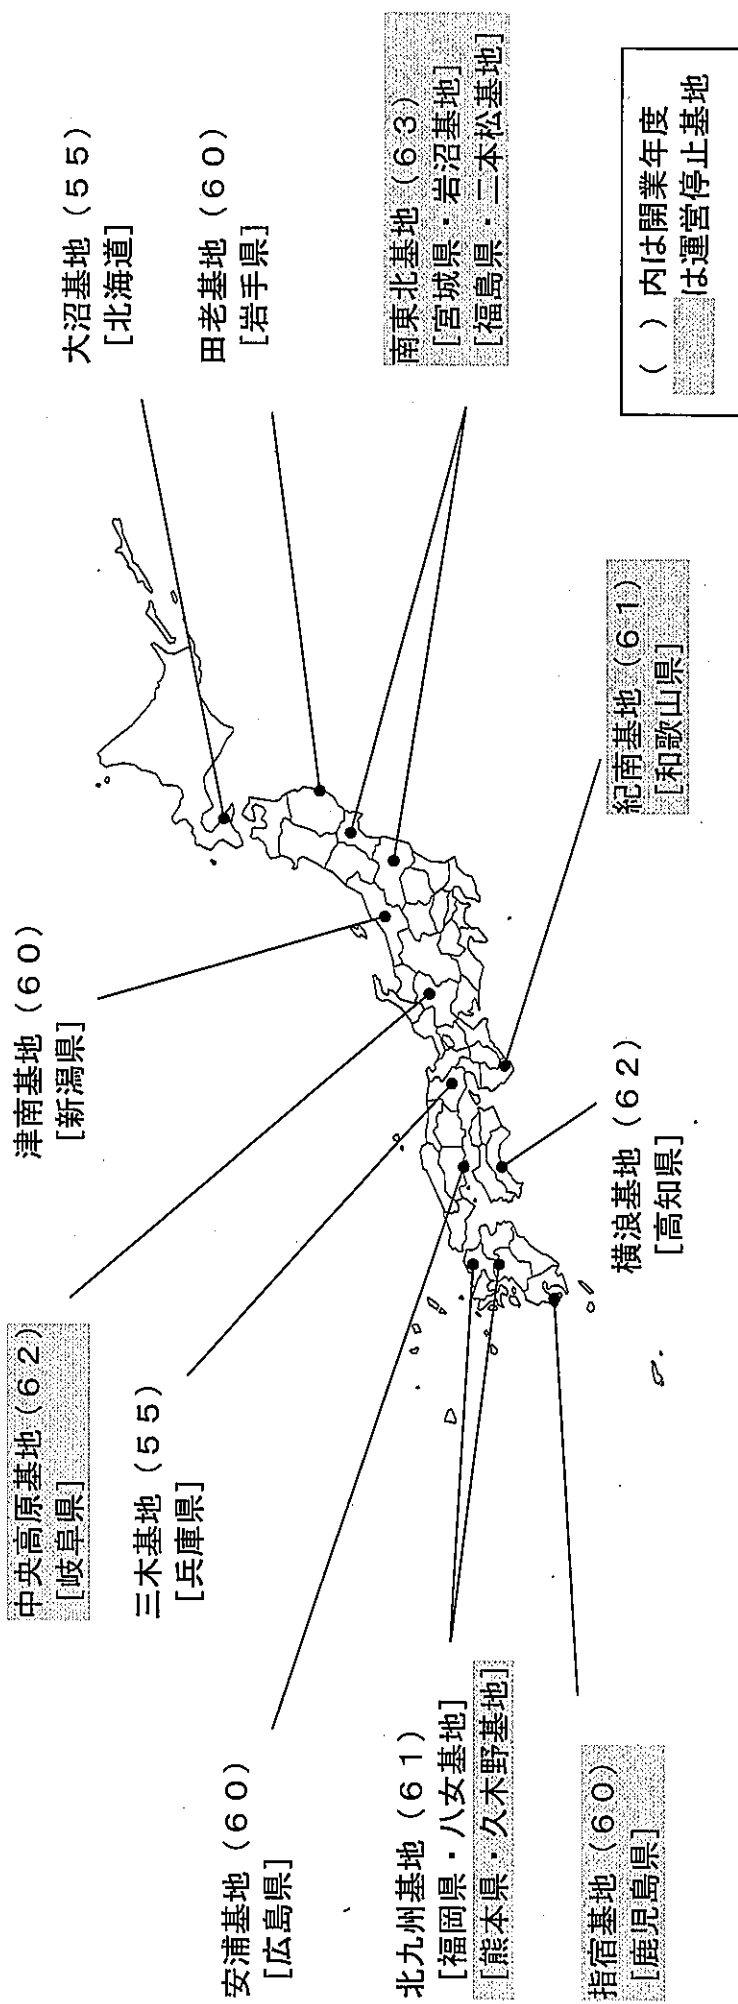 大沼基地（５５）
［北海道］
田老基地（６０）
［岩手県］
南東北基地（６３）
［宮城県・岩沼基地］
［福島県・二本松基地］
津南基地（６０）
［新潟県］
中央高原基地（６２）
［岐阜県］
三木基地（５５）
［兵庫県］
安浦基地（６０）
［広島県］
北九州基地（６１）
［福岡県・八女基地］
［熊本県・久木野基地］
指宿基地（６０）
［鹿児島県］
横浪基地（６２）
［高知県］
紀南基地（６１）
［和歌山県］
（　）内は開業年度
は運営停止基地